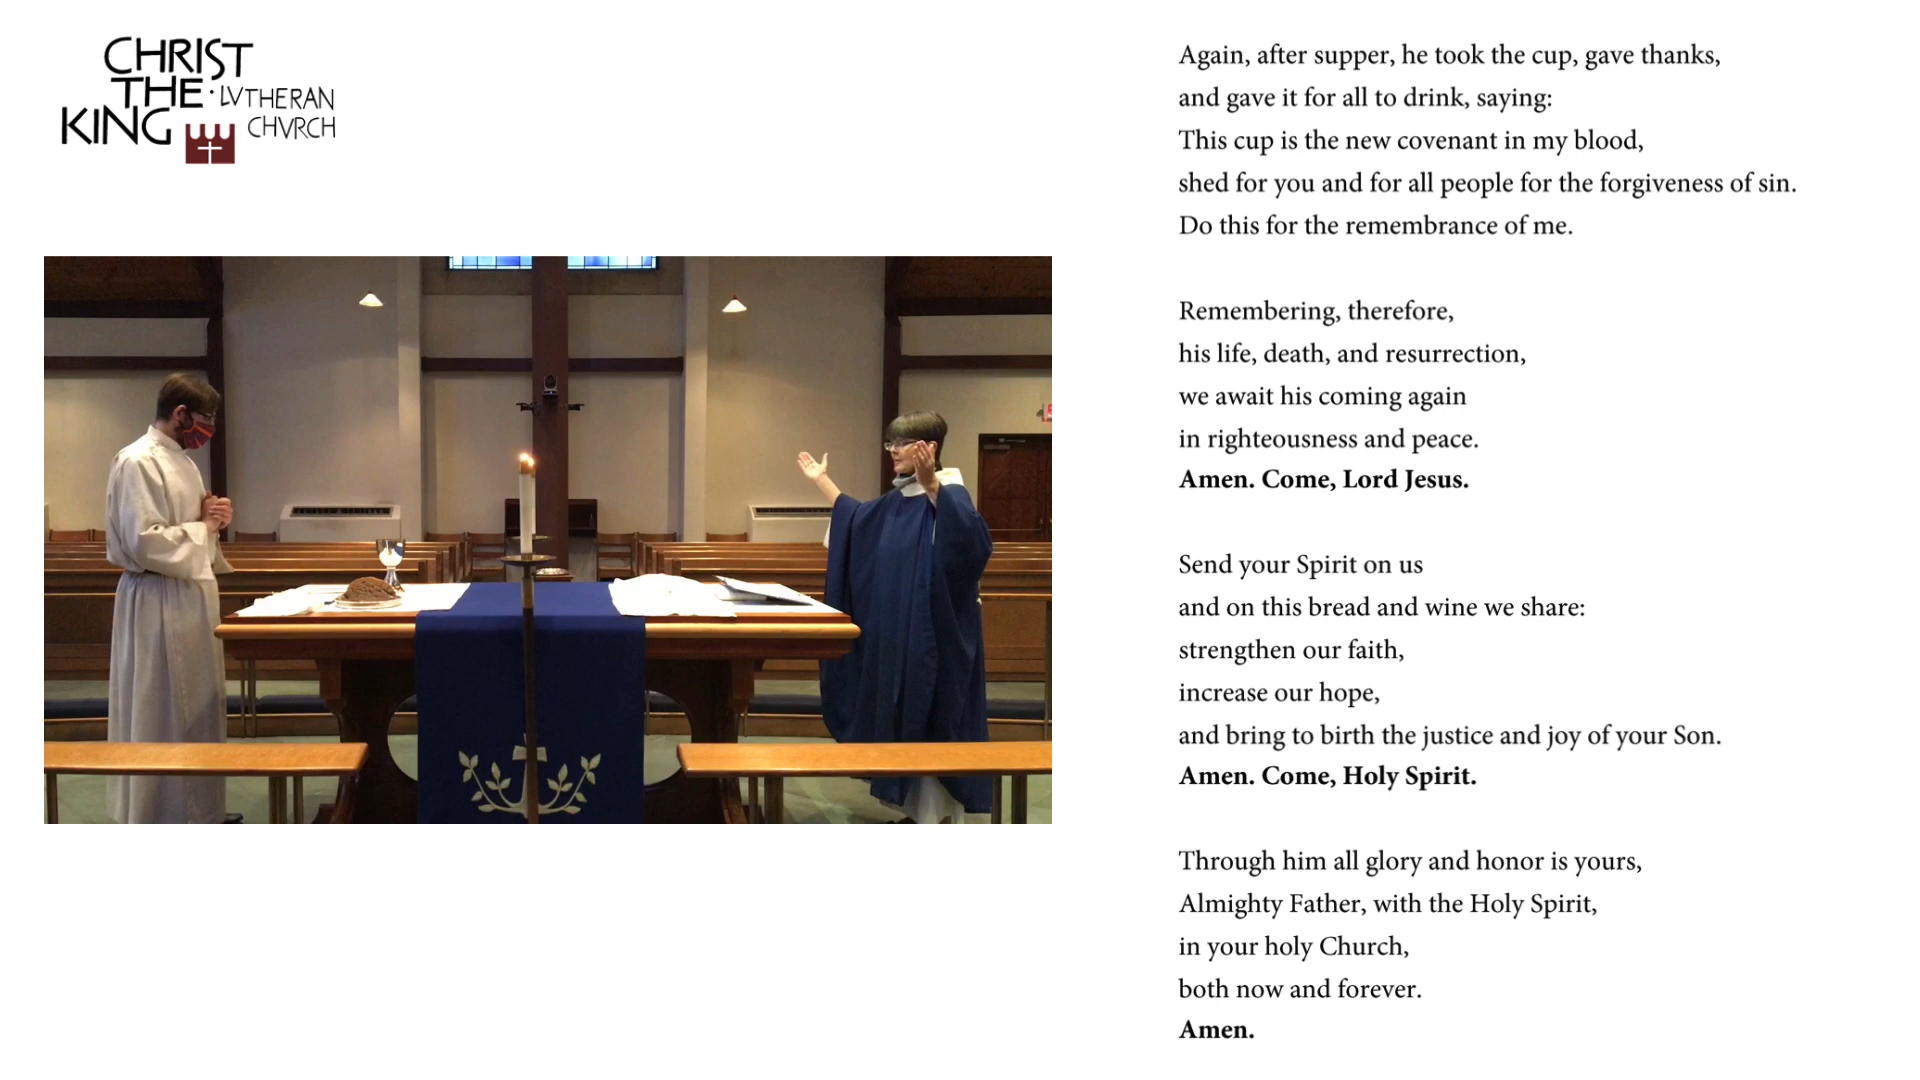 CHRIST
THE · LVTHERAN
KING CHVRCH
Again, after supper, he took the cup, gave thanks,
and gave it for all to drink, saying:
This cup is the new covenant in my blood,
shed for you and for all people for the forgiveness of sin.
Do this for the remembrance of me.
Remembering, therefore,
his life, death, and resurrection,
we await his coming again
in righteousness and peace.
Amen. Come, Lord Jesus.
Send your Spirit on us
and on this bread and wine we share:
strengthen our faith,
increase our hope,
and bring to birth the justice and joy of your Son.
Amen. Come, Holy Spirit.
Through him all glory and honor is yours,
Almighty Father, with the Holy Spirit,
in your holy Church,
both now and forever.
Amen.